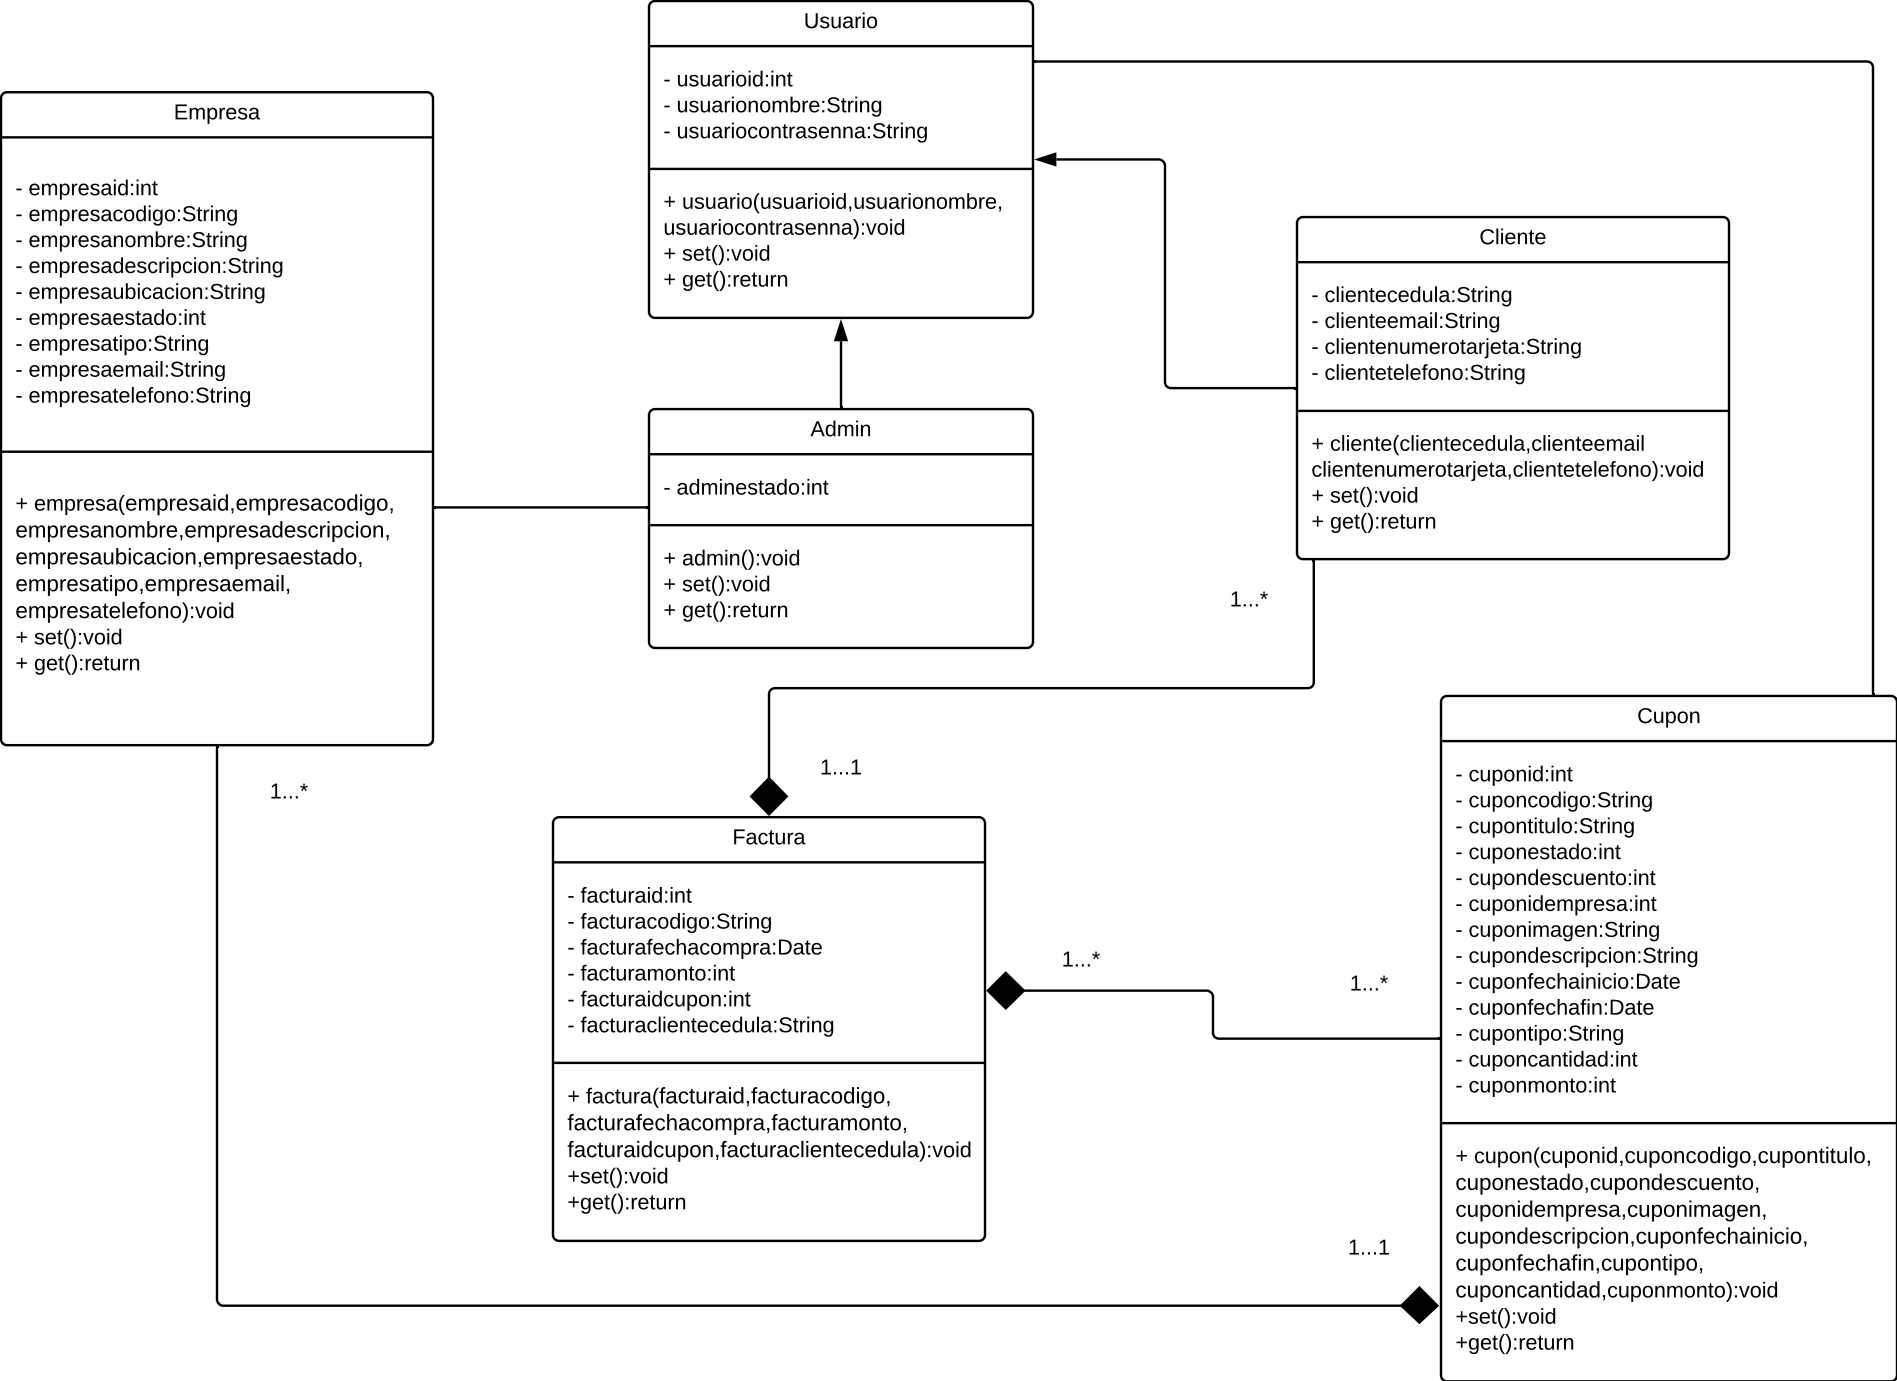 Usuario
- usuarioid:int
- usuarionombre:String
- usuariocontrasenna:String
+ usuario(usuarioid,usuarionombre,
usuariocontrasenna):void
+ set():void
+ get():return
Empresa
- empresaid:int
- empresacodigo:String
- empresanombre:String
- empresadescripcion:String
- empresaubicacion:String
- empresaestado:int
- empresatipo:String
- empresaemail:String
- empresatelefono:String
+ empresa(empresaid,empresacodigo,
empresanombre,empresadescripcion,
empresaubicacion,empresaestado,
empresatipo,empresaemail,
empresatelefono):void
+ set():void
+ get():return
Cliente
- clientecedula:String
- clienteemail:String
- clientenumerotarjeta:String
- clientetelefono:String
+ cliente(clientecedula,clienteemail
clientenumerotarjeta,clientetelefono):void
+ set():void
+ get():return
Admin
- adminestado:int
+ admin():void
+ set():void
+ get():return
1...*
1...1
1...*
Factura
- facturaid:int
- facturacodigo:String
- facturafechacompra:Date
- facturamonto:int
- facturaidcupon:int
- facturaclientecedula:String
+ factura(facturaid,facturacodigo,
facturafechacompra,facturamonto,
facturaidcupon,facturaclientecedula):void
+set():void
+get():return
1...*
1...*
1...1
Cupon
- cuponid:int
- cuponcodigo:String
- cupontitulo:String
- cuponestado:int
- cupondescuento:int
- cuponidempresa:int
- cuponimagen:String
- cupondescripcion:String
- cuponfechainicio:Date
- cuponfechafin:Date
- cupontipo:String
- cuponcantidad:int
- cuponmonto:int
+ cupon(cuponid,cuponcodigo,cupontitulo,
cuponestado,cupondescuento,
cuponidempresa,cuponimagen,
cupondescripcion,cuponfechainicio,
cuponfechafin,cupontipo,
cuponcantidad,cuponmonto):void
+set():void
+get():return